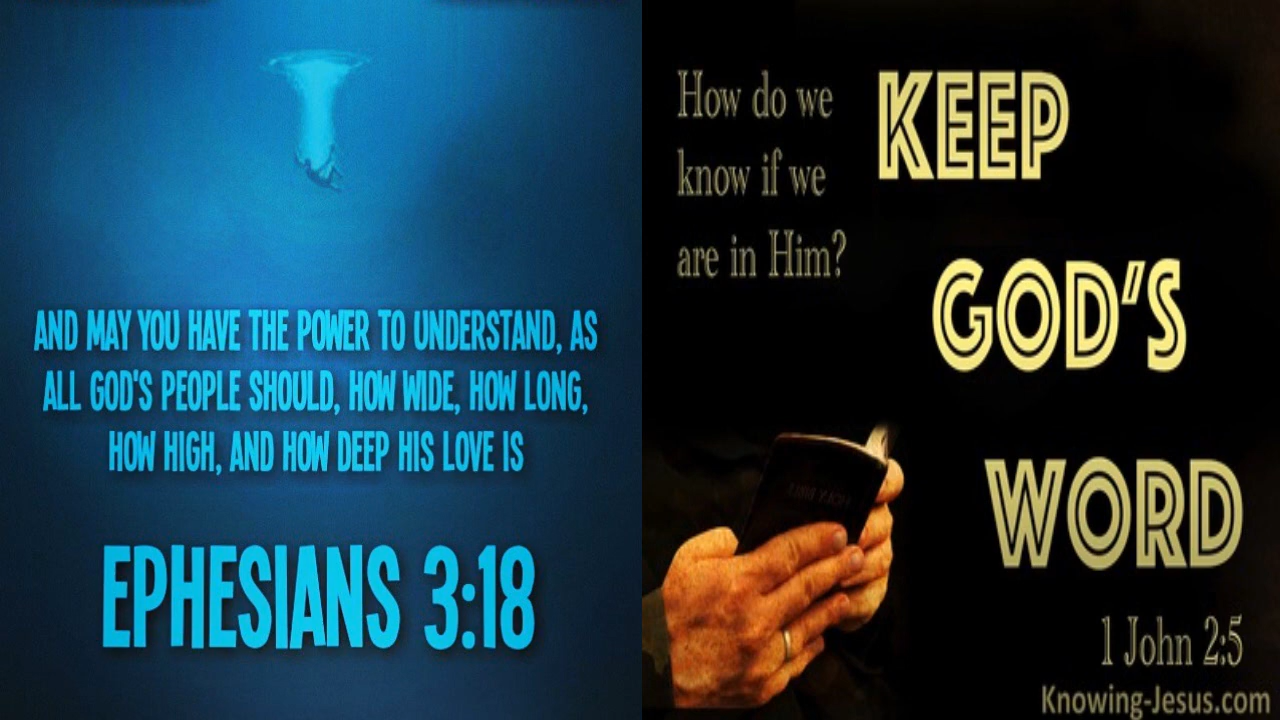 AND MAY YOU HAVE THE POWER TO UNDERSTAND, AS
ALL GOD'S PEOPLE SHOULD, HOW WIDE, HOW LONG,
HOW HIGH, AND HOW DEEP HIS LOVE IS
EPHESIANS 3:18
How do we
know if we
are in Him?
KEEP
GOD'S
WORD
1 John 2:5
Knowing-Jesus.com